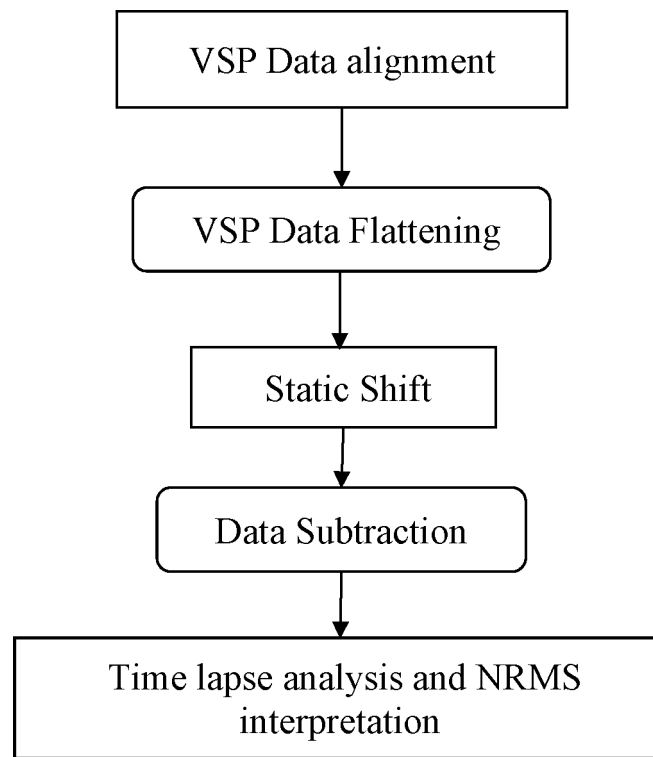 VSP Data alignment
VSP Data Flattening
Static Shift
Data Subtraction
Time lapse analysis and NRMS
interpretation